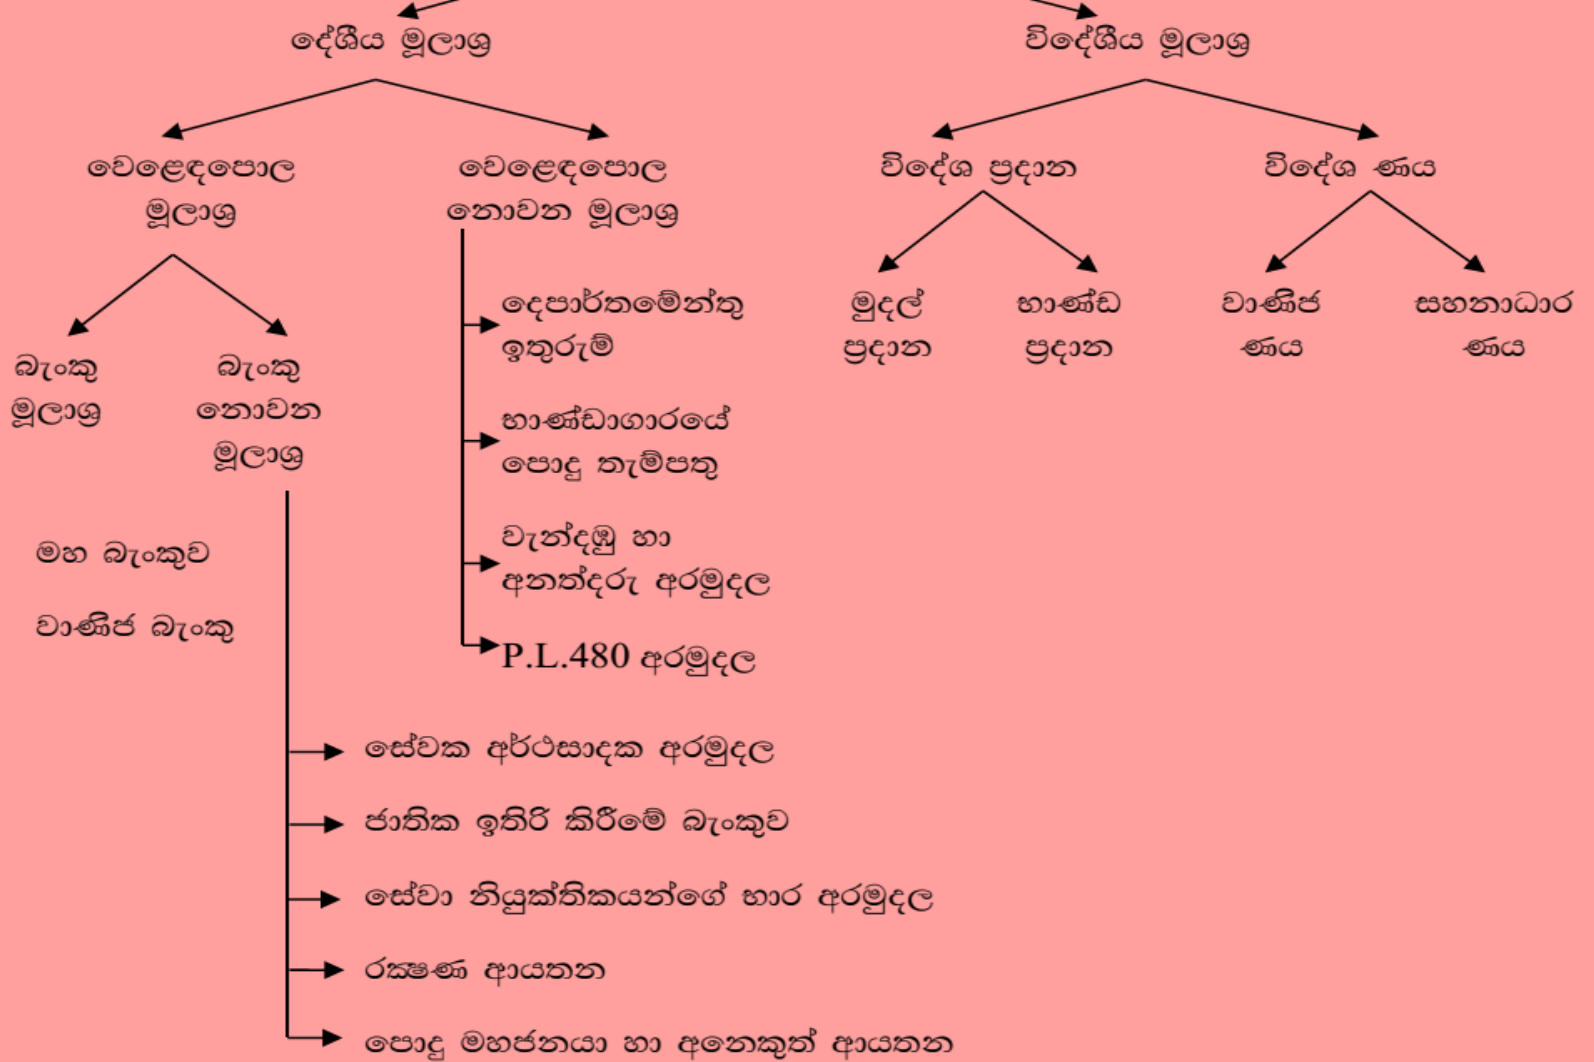 දේශීය මූලාශ්‍ර
විදේශීය මූලාශ්‍ර
වෙළෙඳපොල
මූලාශ්‍ර
වෙළෙඳපොල
නොවන මූලාශ්‍ර
විදේශ ප්‍රදාන
විදේශ ණය
බැංකු
මූලාශ්‍ර
බැංකු
නොවන
මූලාශ්‍ර
දෙපාර්තමේන්තු
ඉතුරුම්
භාණ්ඩාගාරයේ
පොදු තැම්පතු
වැන්දඹු හා
අනත්දරු අරමුදල
P.L.480 අරමුදල
මුදල්
ප්‍රදාන
භාණ්ඩ
ප්‍රදාන
වාණිජ
ණය
සහනාධාර
ණය
මහ බැංකුව
වාණිජ බැංකු
සේවක අර්ථසාදක අරමුදල
ජාතික ඉතිරි කිරීමේ බැංකුව
සේවා නියුක්තිකයන්ගේ භාර අරමුදල
රක්‍ෂණ ආයතන
පොදු මහජනයා හා අනෙකුත් ආයතන